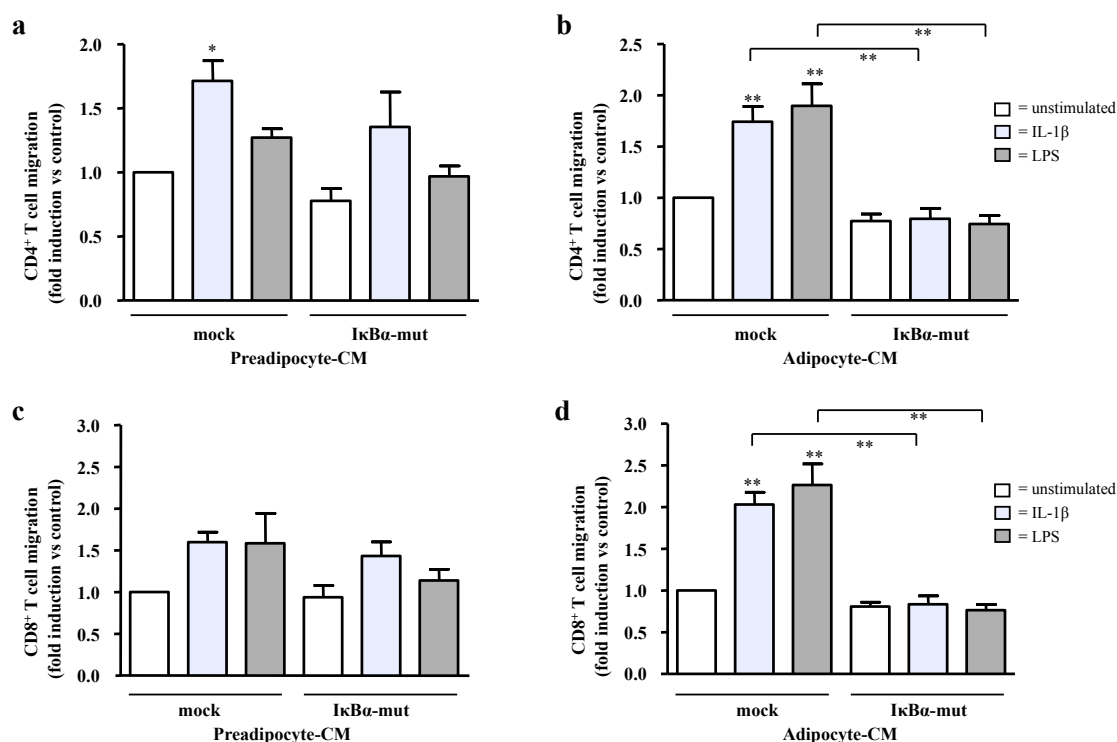 a
CD4⁺ T cell migration
(fold induction vs control)
2.0
1.5
1.0
0.5
0.0
*
mock
IκBα-mut
Preadipocyte-CM
b
CD4⁺ T cell migration
(fold induction vs control)
2.5
2.0
1.5
1.0
0.5
0.0
**
**
**
**
mock
IκBα-mut
Adipocyte-CM
= unstimulated
= IL-1β
= LPS
c
CD8⁺ T cell migration
(fold induction vs control)
3.0
2.5
2.0
1.5
1.0
0.5
0.0
mock
IκBα-mut
Preadipocyte-CM
d
CD8⁺ T cell migration
(fold induction vs control)
3.0
2.5
2.0
1.5
1.0
0.5
0.0
**
**
**
**
mock
IκBα-mut
Adipocyte-CM
= unstimulated
= IL-1β
= LPS